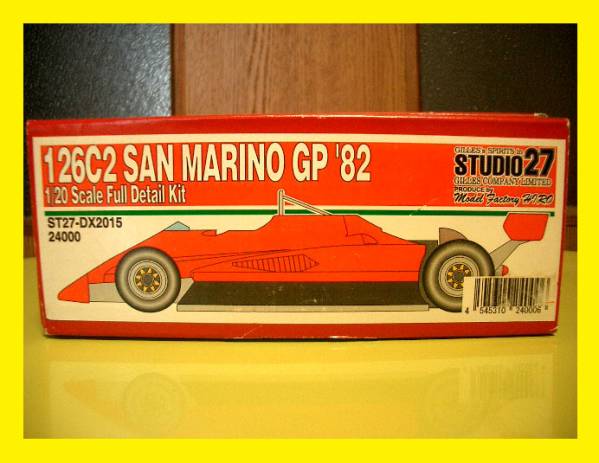 126C2 SAN MARINO GP '82
1/20 Scale Full Detail Kit
ST27-DX2015
24000
GILLES's SPIRITS in
STUDIO27
GILLES COMPANY LIMITED
PRODUCE by
Model Factory HIRO
4 545310 240006